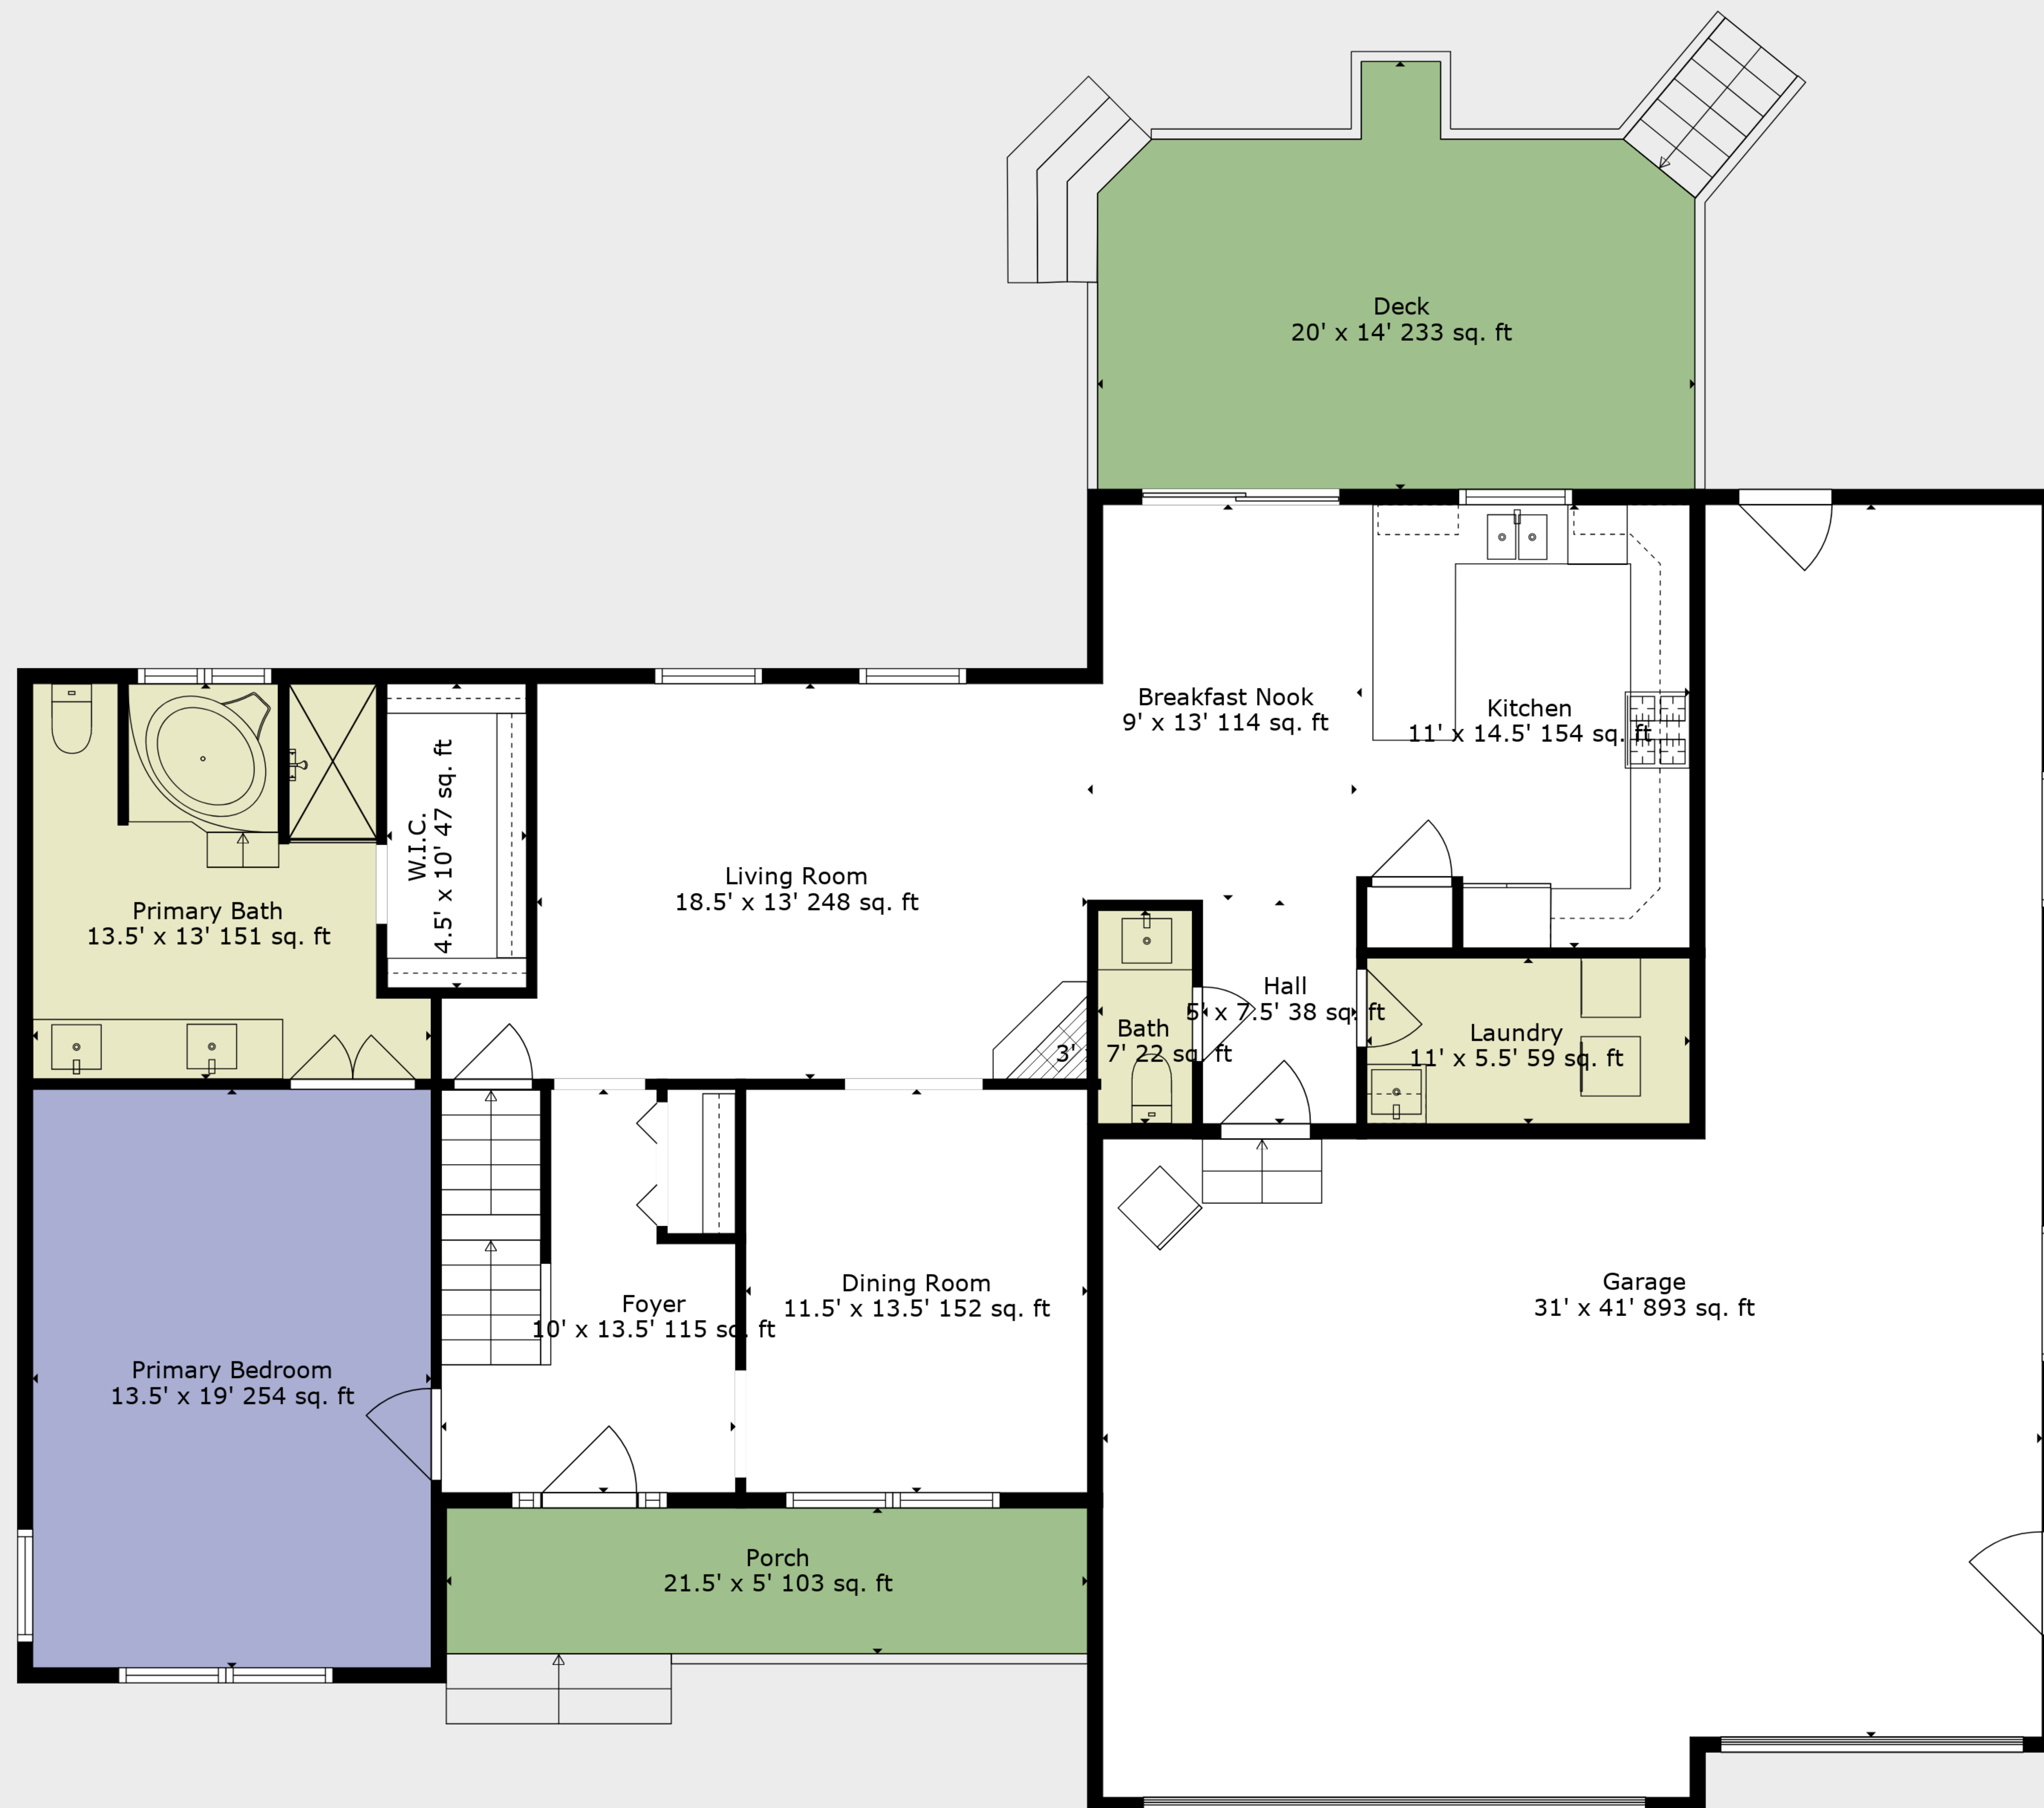 Deck
20' x 14' 233 sq. ft
Breakfast Nook
9' x 13' 114 sq. ft
Kitchen
11' x 14.5' 154 sq. ft
W.I.C.
4.5' x 10' 47 sq. ft
Living Room
18.5' x 13' 248 sq. ft
Primary Bath
13.5' x 13' 151 sq. ft
Hall
5' x 7.5' 38 sq. ft
Bath
3' 7' 22 sq. ft
Laundry
11' x 5.5' 59 sq. ft
Garage
31' x 41' 893 sq. ft
Dining Room
11.5' x 13.5' 152 sq. ft
Foyer
10' x 13.5' 115 sq. ft
Primary Bedroom
13.5' x 19' 254 sq. ft
Porch
21.5' x 5' 103 sq. ft